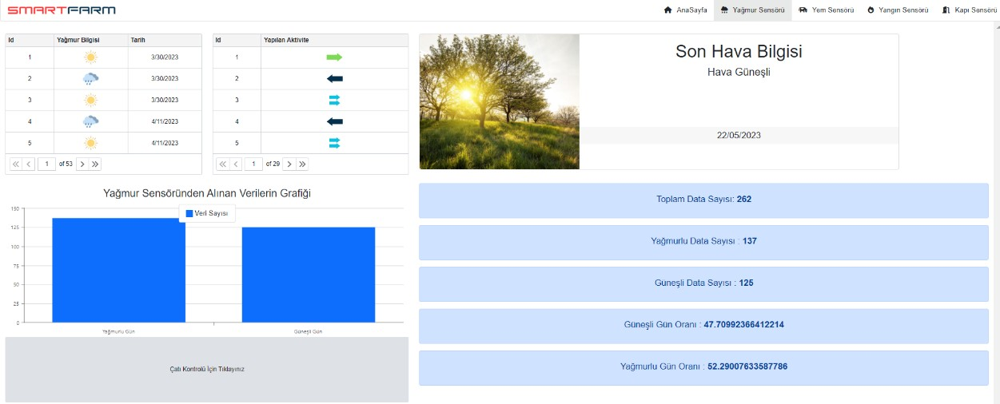 SMARTFARM
AnaSayfa
Yağmur Sensörü
Yem Sensörü
Yangın Sensörü
Kapı Sensörü
Id Yağmur Bilgisi Tarih
1 3/30/2023
2 3/30/2023
3 3/30/2023
4 4/11/2023
5 4/11/2023
1 of 53
Id Yapılan Aktivite
1
2
3
4
5
1 of 29
Son Hava Bilgisi
Hava Güneşli
22/05/2023
Yağmur Sensöründen Alınan Verilerin Grafiği
Veri Sayısı
150
125
100
75
50
25
0
Yağmurlu Gün
Güneşli Gün
Çatı Kontrolü İçin Tıklayınız
Toplam Data Sayısı: 262
Yağmurlu Data Sayısı : 137
Güneşli Data Sayısı : 125
Güneşli Gün Oranı : 47.70992366412214
Yağmurlu Gün Oranı : 52.29007633587786